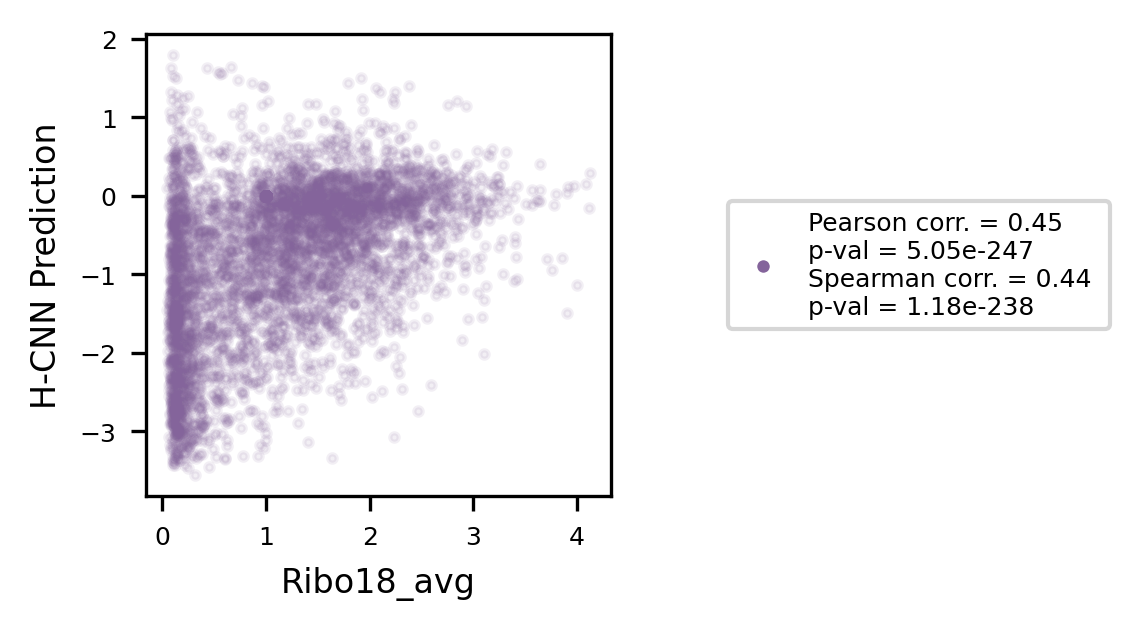 2
1
0
−1
−2
−3
H-CNN Prediction
0 1 2 3 4
Ribo18_avg
Pearson corr. = 0.45
p-val = 5.05e-247
Spearman corr. = 0.44
p-val = 1.18e-238